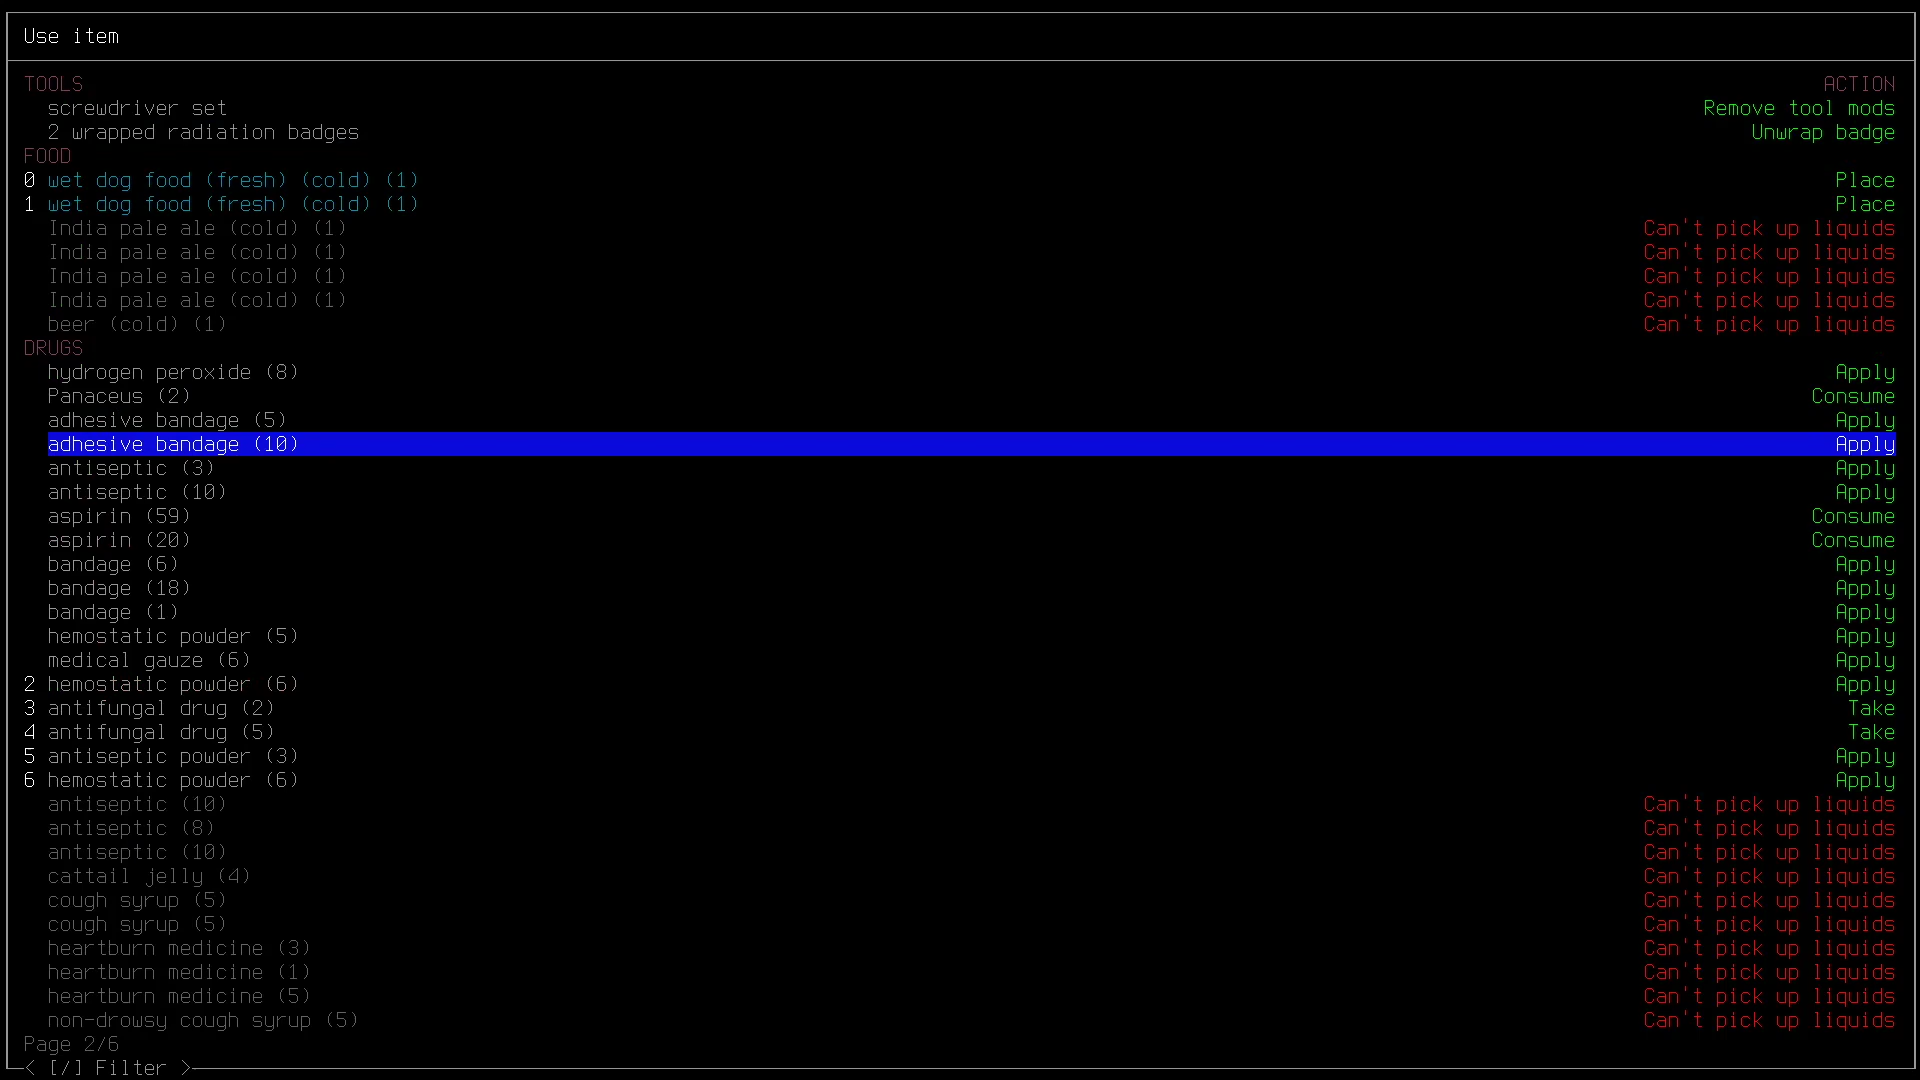 Use item
TOOLS ACTION
screwdriver set Remove tool mods
2 wrapped radiation badges Unwrap badge
FOOD
0 wet dog food (fresh) (cold) (1) Place
1 wet dog food (fresh) (cold) (1) Place
India pale ale (cold) (1) Can't pick up liquids
India pale ale (cold) (1) Can't pick up liquids
India pale ale (cold) (1) Can't pick up liquids
India pale ale (cold) (1) Can't pick up liquids
beer (cold) (1) Can't pick up liquids
DRUGS
hydrogen peroxide (8) Apply
Panaceus (2) Consume
adhesive bandage (5) Apply
adhesive bandage (10) Apply
antiseptic (3) Apply
antiseptic (10) Apply
aspirin (59) Consume
aspirin (20) Consume
bandage (6) Apply
bandage (18) Apply
bandage (1) Apply
hemostatic powder (5) Apply
medical gauze (6) Apply
2 hemostatic powder (6) Apply
3 antifungal drug (2) Take
4 antifungal drug (5) Take
5 antiseptic powder (3) Apply
6 hemostatic powder (6) Apply
antiseptic (10) Can't pick up liquids
antiseptic (8) Can't pick up liquids
antiseptic (10) Can't pick up liquids
cattail jelly (4) Can't pick up liquids
cough syrup (5) Can't pick up liquids
cough syrup (5) Can't pick up liquids
heartburn medicine (3) Can't pick up liquids
heartburn medicine (1) Can't pick up liquids
heartburn medicine (5) Can't pick up liquids
non-drowsy cough syrup (5) Can't pick up liquids
Page 2/6
< [/] Filter >